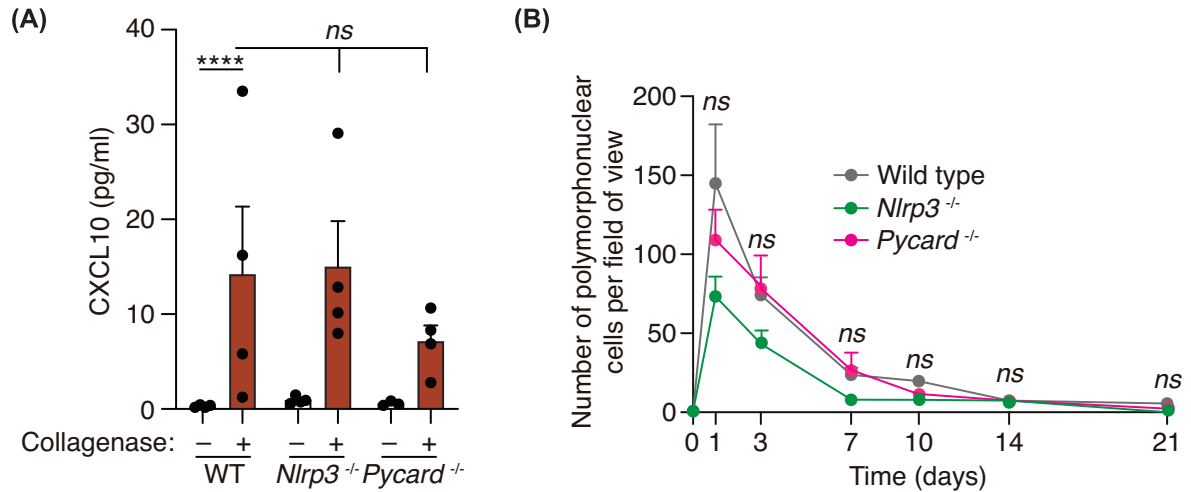 (A)
ns
****
CXCL10 (pg/ml)
40
30
20
10
0
Collagenase: – + – + – +
WT Nlrp3 -/- Pycard -/-
(B)
Number of polymorphonuclear
cells per field of view
200
150
100
50
0
ns
ns
ns
ns
ns
ns
Wild type
Nlrp3 -/-
Pycard -/-
0 1 3 7 10 14 21
Time (days)